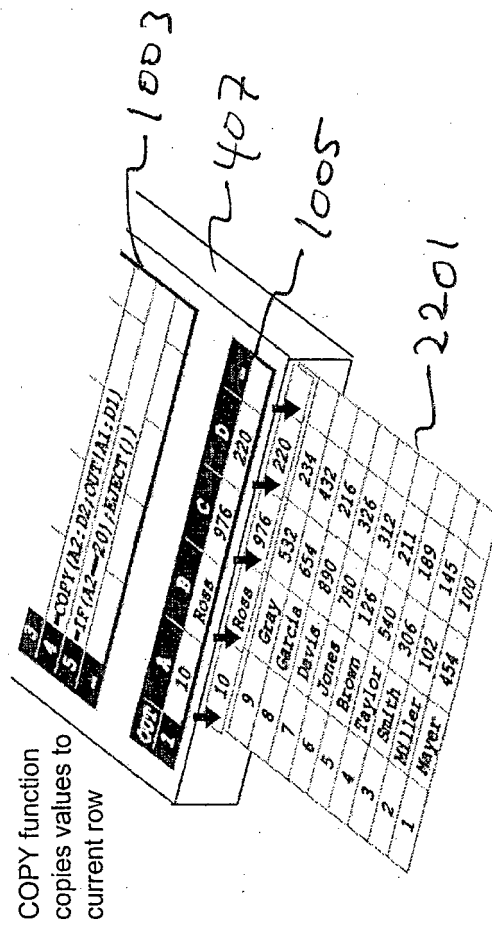 COPY function
copies values to
current row
3
4 =COPY(A2:D2;OUT(A1:D1)
5 =IF(A2==20);EJECT())
1003
407
OUT A B C D
1 10 Ross 976 220
1005
10 Ross 976 220
9 Gray 532 234
8 Garcia 654 432
7 Davis 890 216
6 Jones 780 326
5 Brown 126 312
4 Taylor 540 211
3 Smith 306 189
2 Miller 102 145
1 Mayer 454 100
2201